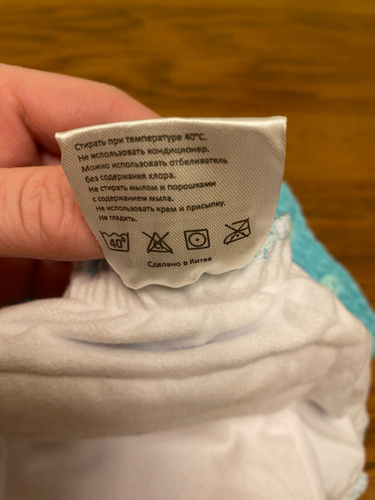 Стирать при температуре 40°С.
Не использовать кондиционер.
Можно использовать отбеливатель
без содержания хлора.
Не стирать мылом и порошками
с содержанием мыла.
Не использовать крем и присыпку.
Не гладить.
40°
Сделано в Китае